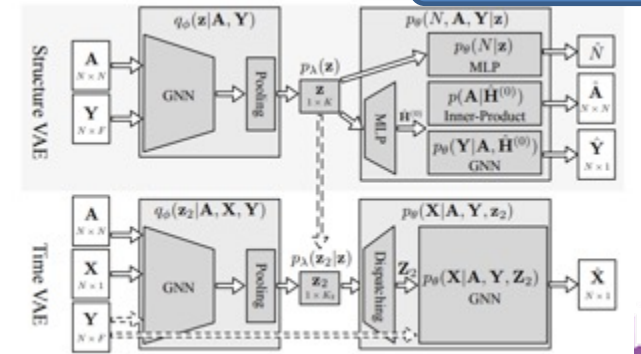 Structure VAE
A
N×N
Y
N×F
qϕ(z|A, Y)
GNN
Pooling
pλ(z)
z
1×K
pθ(N, A, Y|z)
pθ(N|z)
MLP
MLP
Ĥ⁽⁰⁾
p(A|Ĥ⁽⁰⁾)
Inner-Product
pθ(Y|A, Ĥ⁽⁰⁾)
GNN
N̂
Â
N×N
Ŷ
N×1
Time VAE
A
N×N
X
N×1
Y
N×F
qϕ(z₂|A, X, Y)
GNN
Pooling
pλ(z₂|z)
z₂
1×K₂
pθ(X|A, Y, z₂)
Dispatching
Z₂
pθ(X|A, Y, Z₂)
GNN
X̂
N×1